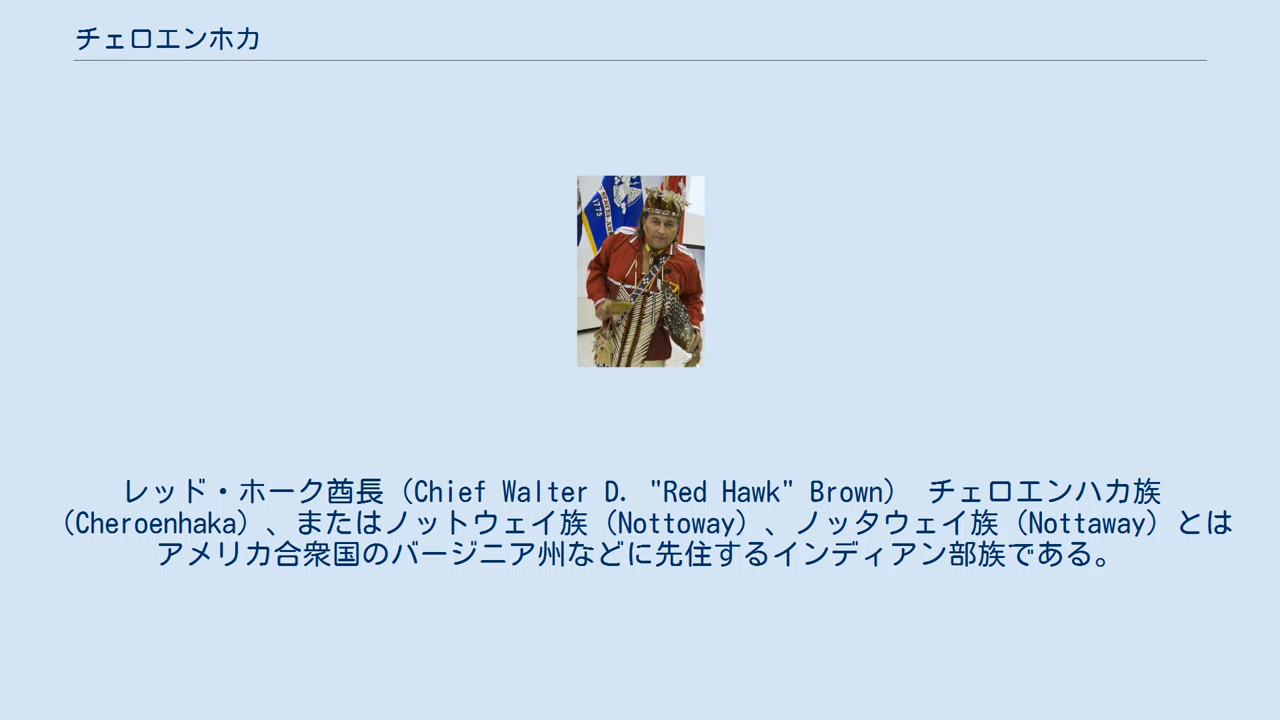 チェロエンホカ
1775
レッド・ホーク酋長（Chief Walter D. "Red Hawk" Brown） チェロエンハカ族
（Cheroenhaka）、またはノットウェイ族（Nottoway）、ノッタウェイ族（Nottaway）とは
アメリカ合衆国のバージニア州などに先住するインディアン部族である。